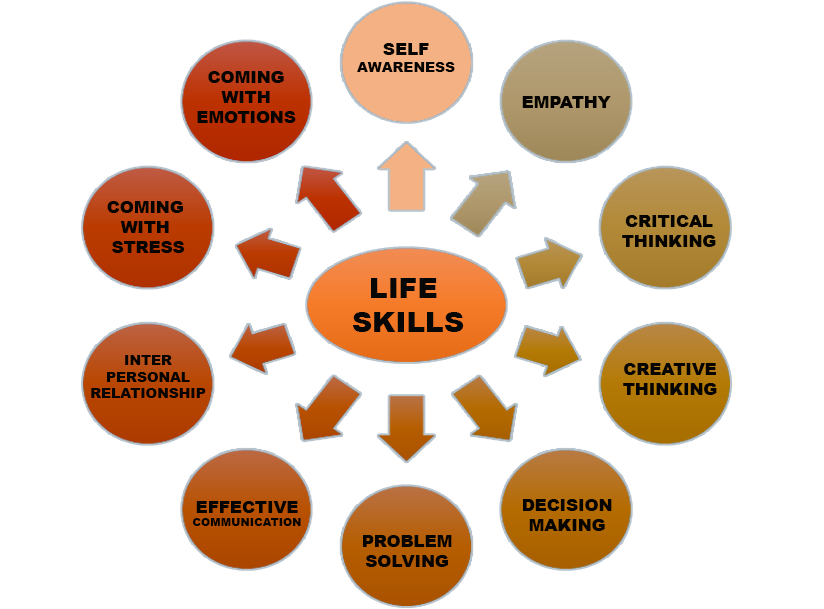 LIFE
SKILLS
SELF
AWARENESS
EMPATHY
CRITICAL
THINKING
CREATIVE
THINKING
DECISION
MAKING
PROBLEM
SOLVING
EFFECTIVE
COMMUNICATION
INTER
PERSONAL
RELATIONSHIP
COMING
WITH
STRESS
COMING
WITH
EMOTIONS